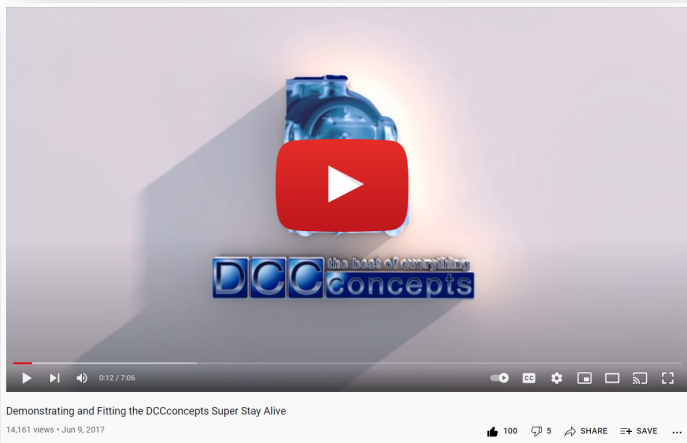 the best of everything
DCC concepts
0:12 / 7:06
CC
Demonstrating and Fitting the DCCconcepts Super Stay Alive
14,161 views • Jun 9, 2017
100 5 SHARE SAVE